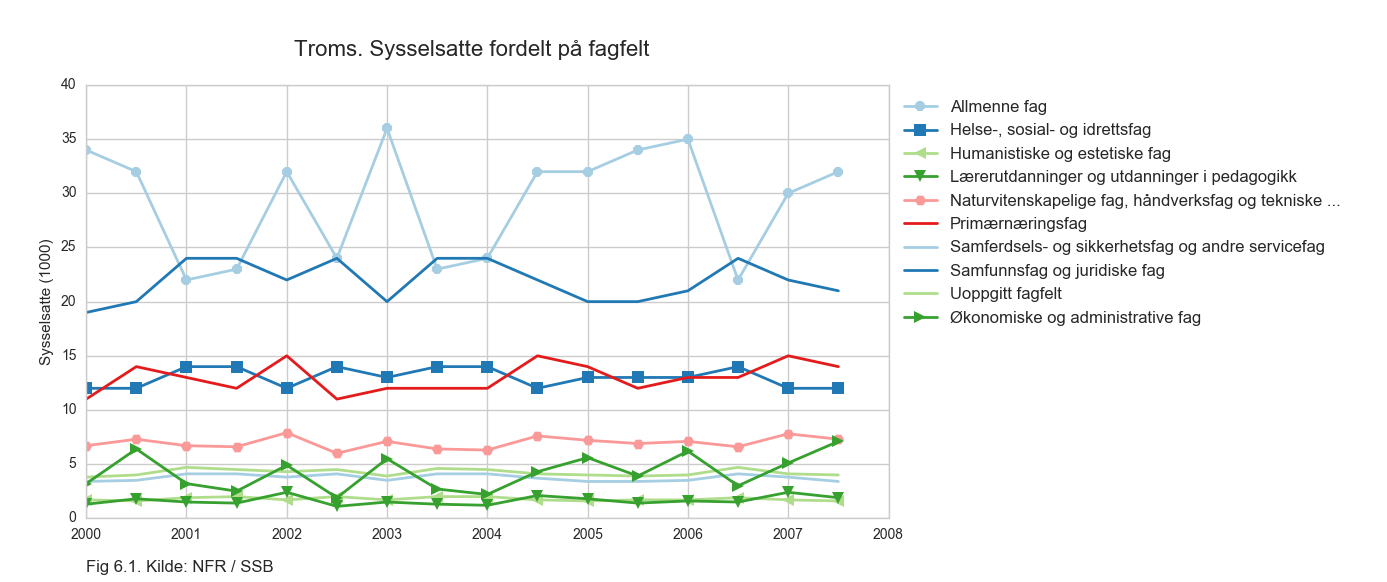 Troms. Sysselsatte fordelt på fagfelt
40
35
30
25
20
15
10
5
0
Sysselsatte (1000)
2000 2001 2002 2003 2004 2005 2006 2007 2008
Allmenne fag
Helse-, sosial- og idrettsfag
Humanistiske og estetiske fag
Lærerutdanninger og utdanninger i pedagogikk
Naturvitenskapelige fag, håndverksfag og tekniske ...
Primærnæringsfag
Samferdsels- og sikkerhetsfag og andre servicefag
Samfunnsfag og juridiske fag
Uoppgitt fagfelt
Økonomiske og administrative fag
Fig 6.1. Kilde: NFR / SSB